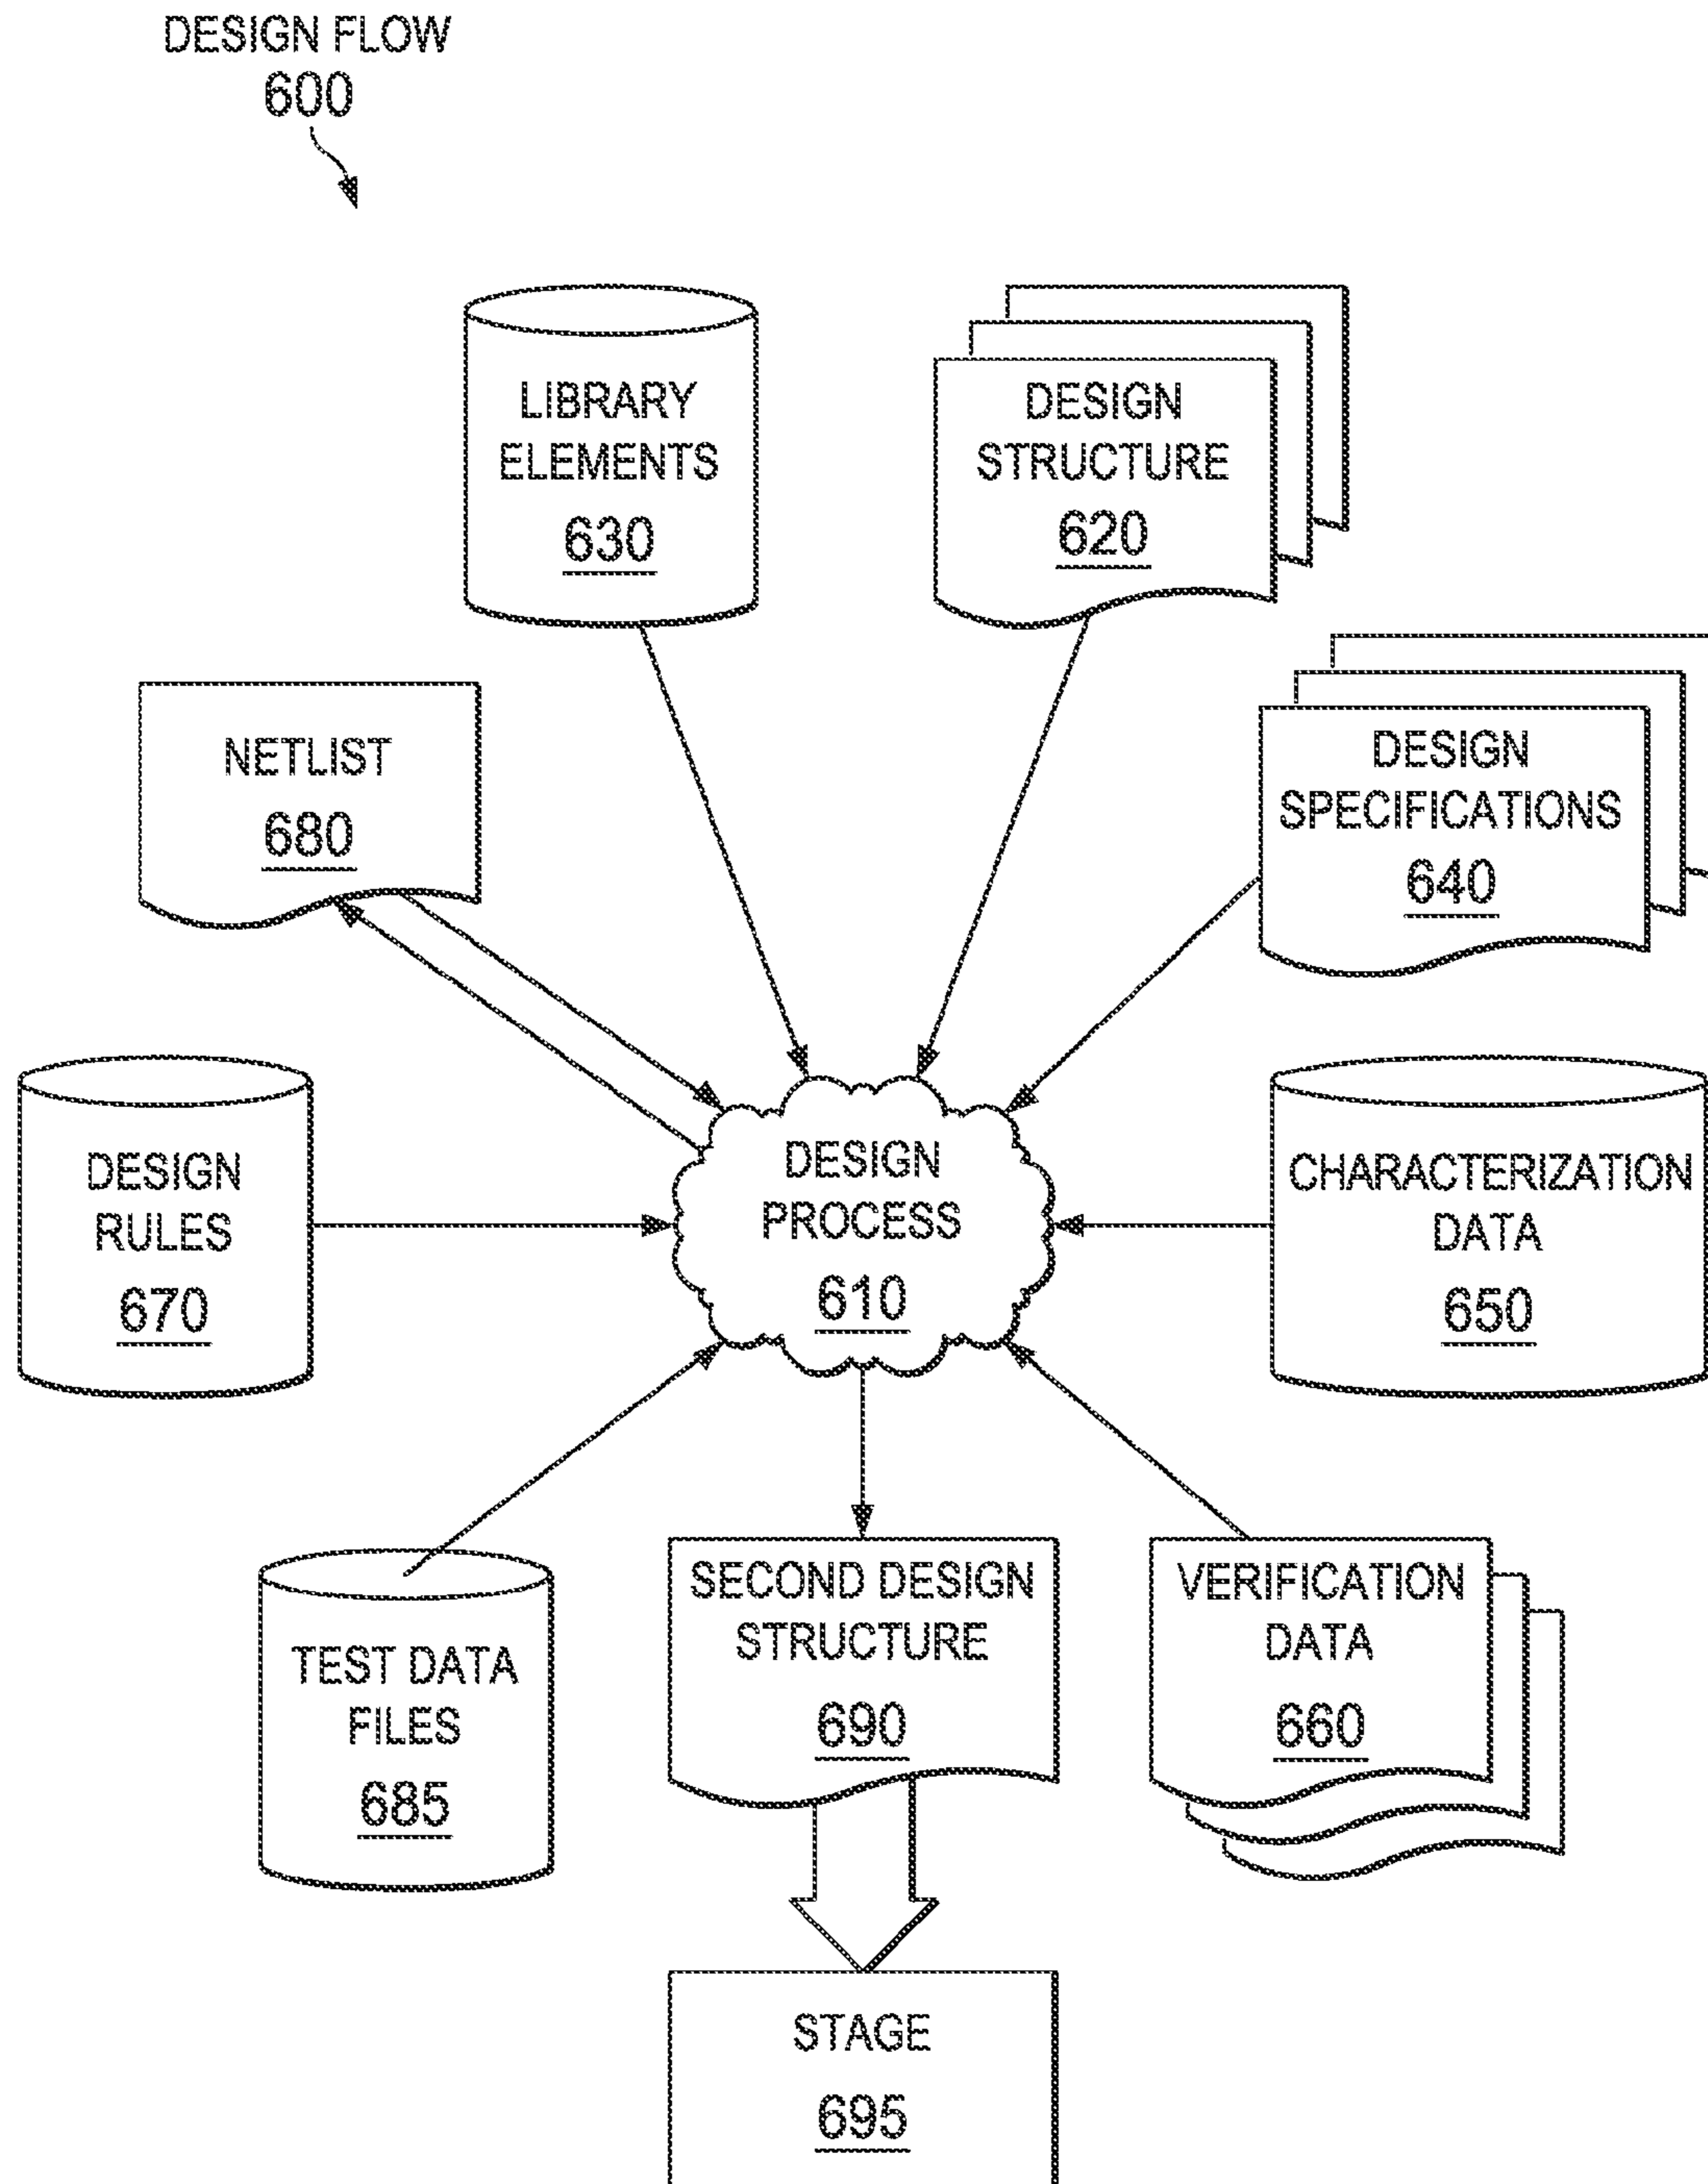 DESIGN FLOW
600
LIBRARY
ELEMENTS
630
DESIGN
STRUCTURE
620
NETLIST
680
DESIGN
SPECIFICATIONS
640
DESIGN
RULES
670
DESIGN
PROCESS
610
CHARACTERIZATION
DATA
650
TEST DATA
FILES
685
SECOND DESIGN
STRUCTURE
690
VERIFICATION
DATA
660
STAGE
695